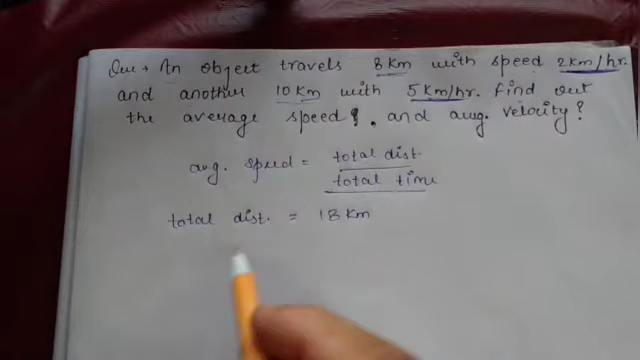 Que → An object travels 8 Km with speed 2 km/hr.
and another 10 Km with 5 Km/hr. Find out
the average speed?. and avg. velocity?
avg. speed = total dist.
total time
total dist. = 18 Km